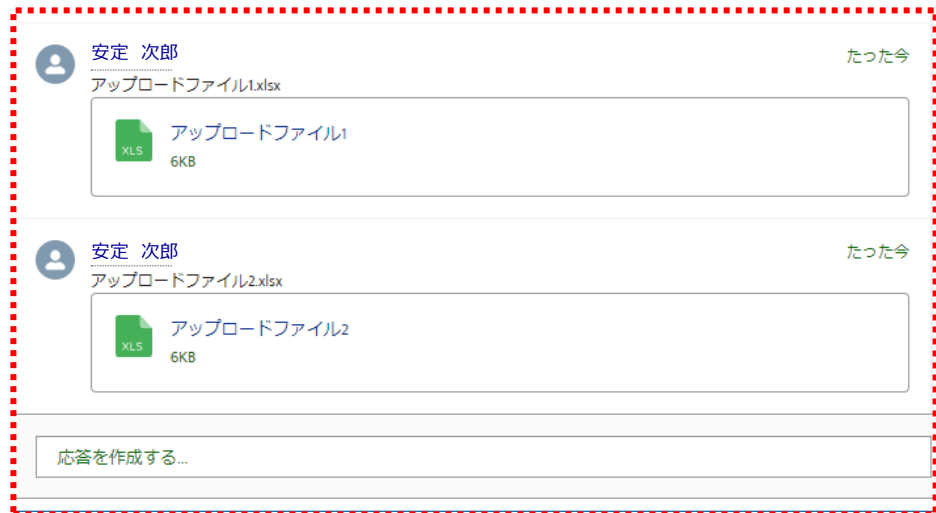 安定 次郎
たった今
アップロードファイル1.xlsx
アップロードファイル1
XLS
6KB
安定 次郎
たった今
アップロードファイル2.xlsx
アップロードファイル2
XLS
6KB
応答を作成する...